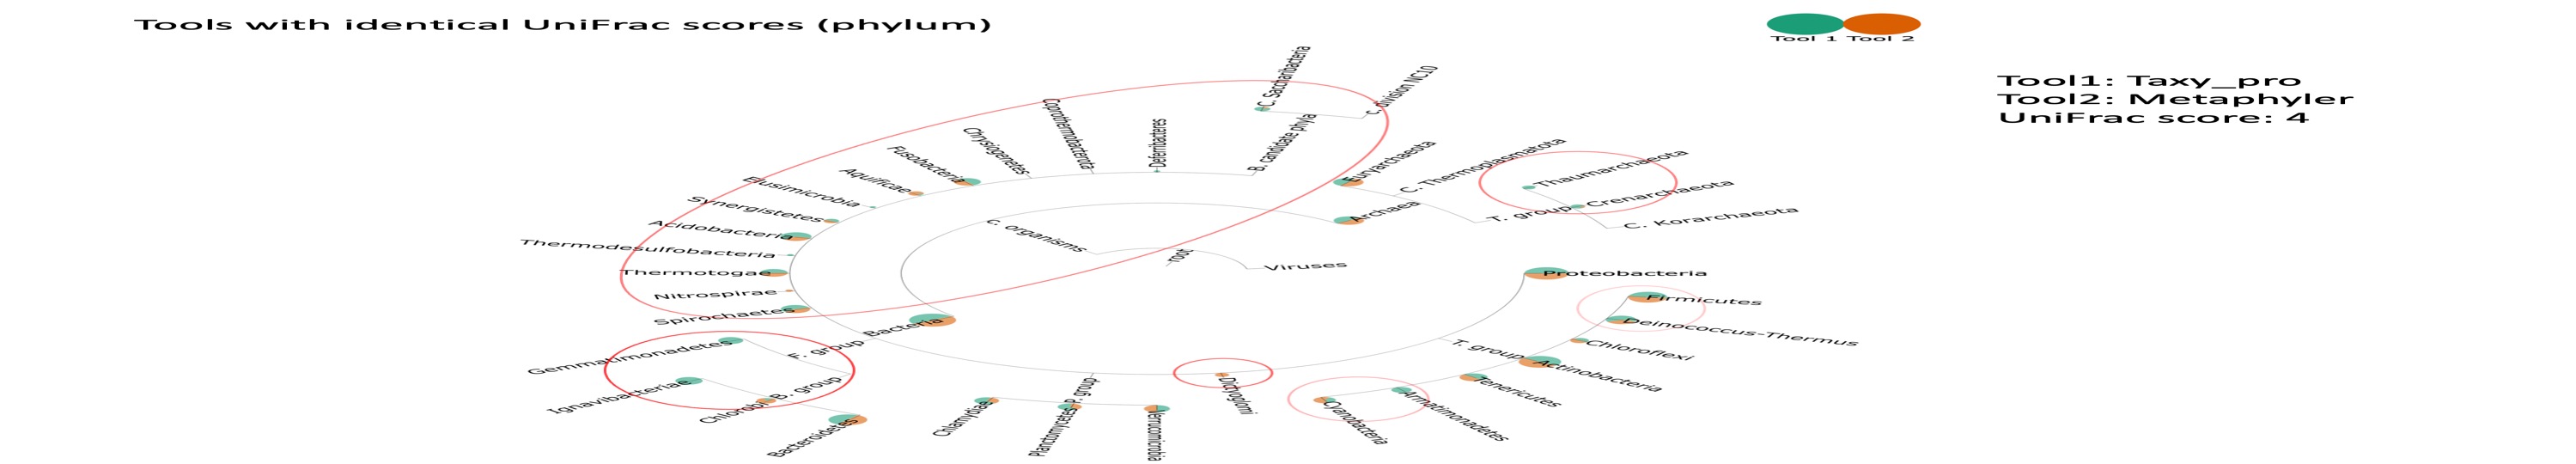 Tools with identical UniFrac scores (phylum)
Tool 1 Tool 2
Tool1: Taxy_pro
Tool2: Metaphyler
UniFrac score: 4
C. Saccharibacteria
C. division NC10
Coprothermobacterota
Deferribacteres
B. candidate phyla
Chrysiogenetes
Fusobacteria
Aquificae
Elusimicrobia
Synergistetes
Acidobacteria
Thermodesulfobacteria
Thermotogae
Nitrospirae
Spirochaetes
Euryarchaeota
C. Thermoplasmatota
Thaumarchaeota
Crenarchaeota
T. group
C. Korarchaeota
Archaea
C. organisms
root
Viruses
Proteobacteria
Firmicutes
Deinococcus-Thermus
Chloroflexi
T. group
Actinobacteria
Tenericutes
Armatimonadetes
Cyanobacteria
Dictyoglomi
Bacteria
F. group
Gemmatimonadetes
Ignavibacteriae
Chlorobi
B. group
Bacteroidetes
Chlamydiae
P. group
Planctomycetes
Verrucomicrobia